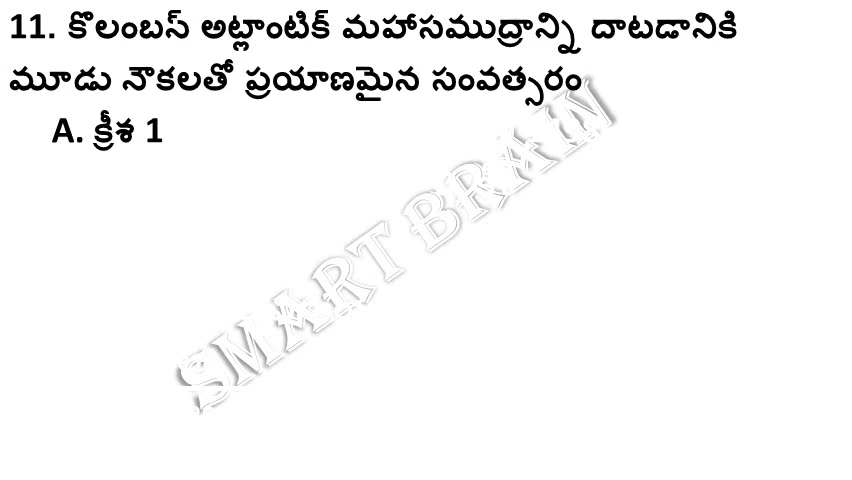 11. కొలంబస్ అట్లాంటిక్ మహాసముద్రాన్ని దాటడానికి
మూడు నౌకలతో ప్రయాణమైన సంవత్సరం
A. క్రీశ 1
SMART BRAIN